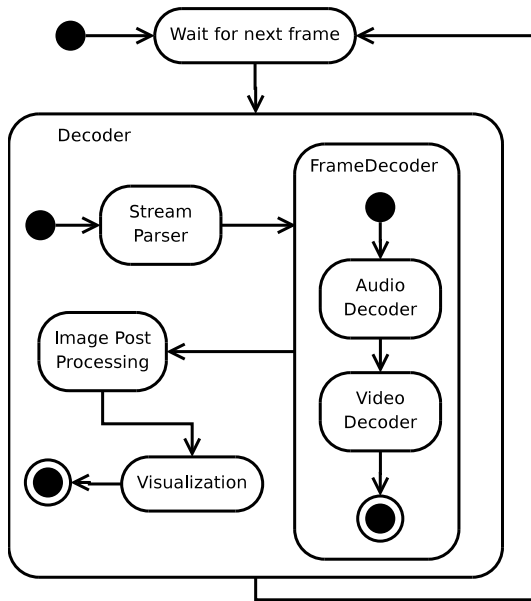 Wait for next frame
Decoder
FrameDecoder
Stream
Parser
Audio
Decoder
Image Post
Processing
Video
Decoder
Visualization